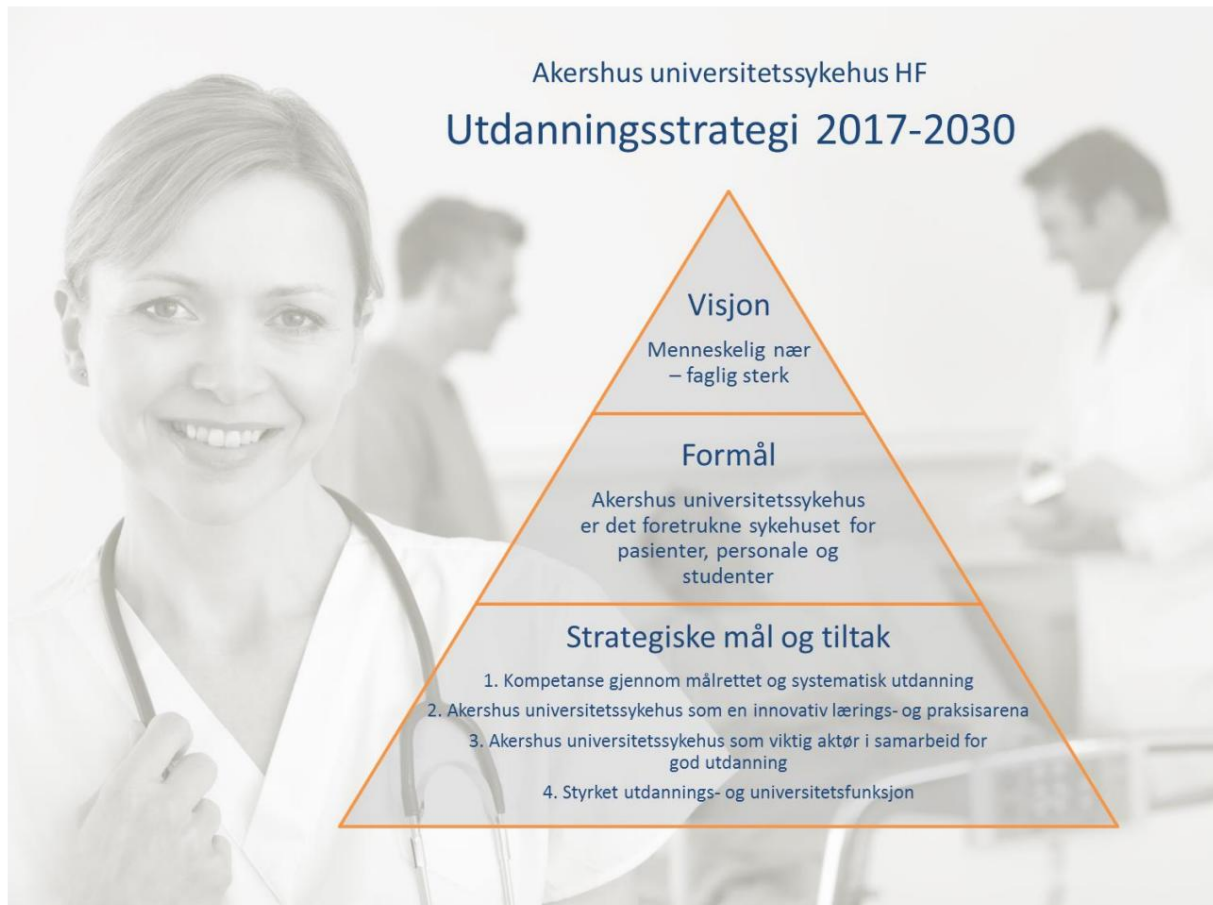 Akershus universitetssykehus HF
Utdanningsstrategi 2017-2030
Visjon
Menneskelig nær
– faglig sterk
Formål
Akershus universitetssykehus
er det foretrukne sykehuset for
pasienter, personale og
studenter
Strategiske mål og tiltak
1. Kompetanse gjennom målrettet og systematisk utdanning
2. Akershus universitetssykehus som en innovativ lærings- og praksisarena
3. Akershus universitetssykehus som viktig aktør i samarbeid for
god utdanning
4. Styrket utdannings- og universitetsfunksjon